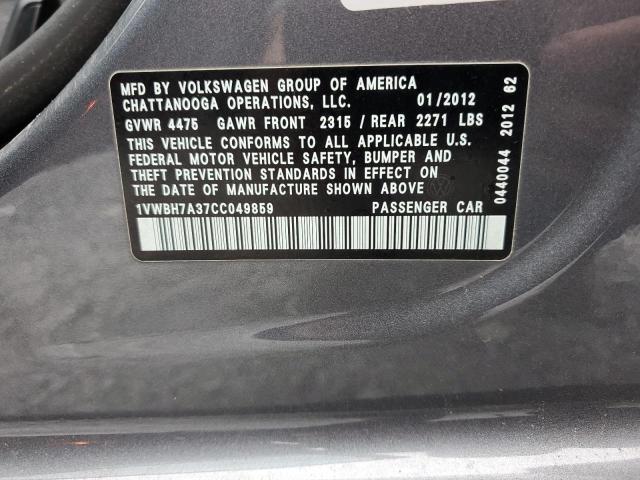 MFD BY VOLKSWAGEN GROUP OF AMERICA
CHATTANOOGA OPERATIONS, LLC. 01/2012
GVWR 4475 GAWR FRONT 2315 / REAR 2271 LBS
THIS VEHICLE CONFORMS TO ALL APPLICABLE U.S.
FEDERAL MOTOR VEHICLE SAFETY, BUMPER AND
THEFT PREVENTION STANDARDS IN EFFECT ON
THE DATE OF MANUFACTURE SHOWN ABOVE
1VWBH7A37CC049859 PASSENGER CAR
0440044 2012 62